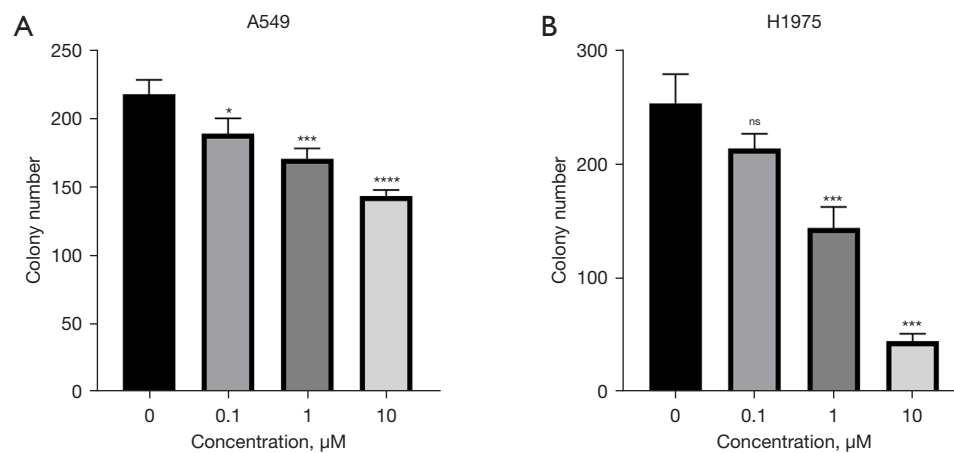 A
A549
250
200
150
100
50
0
Colony number
*
***
****
0 0.1 1 10
Concentration, µM
B
H1975
300
200
100
0
Colony number
ns
***
***
0 0.1 1 10
Concentration, µM